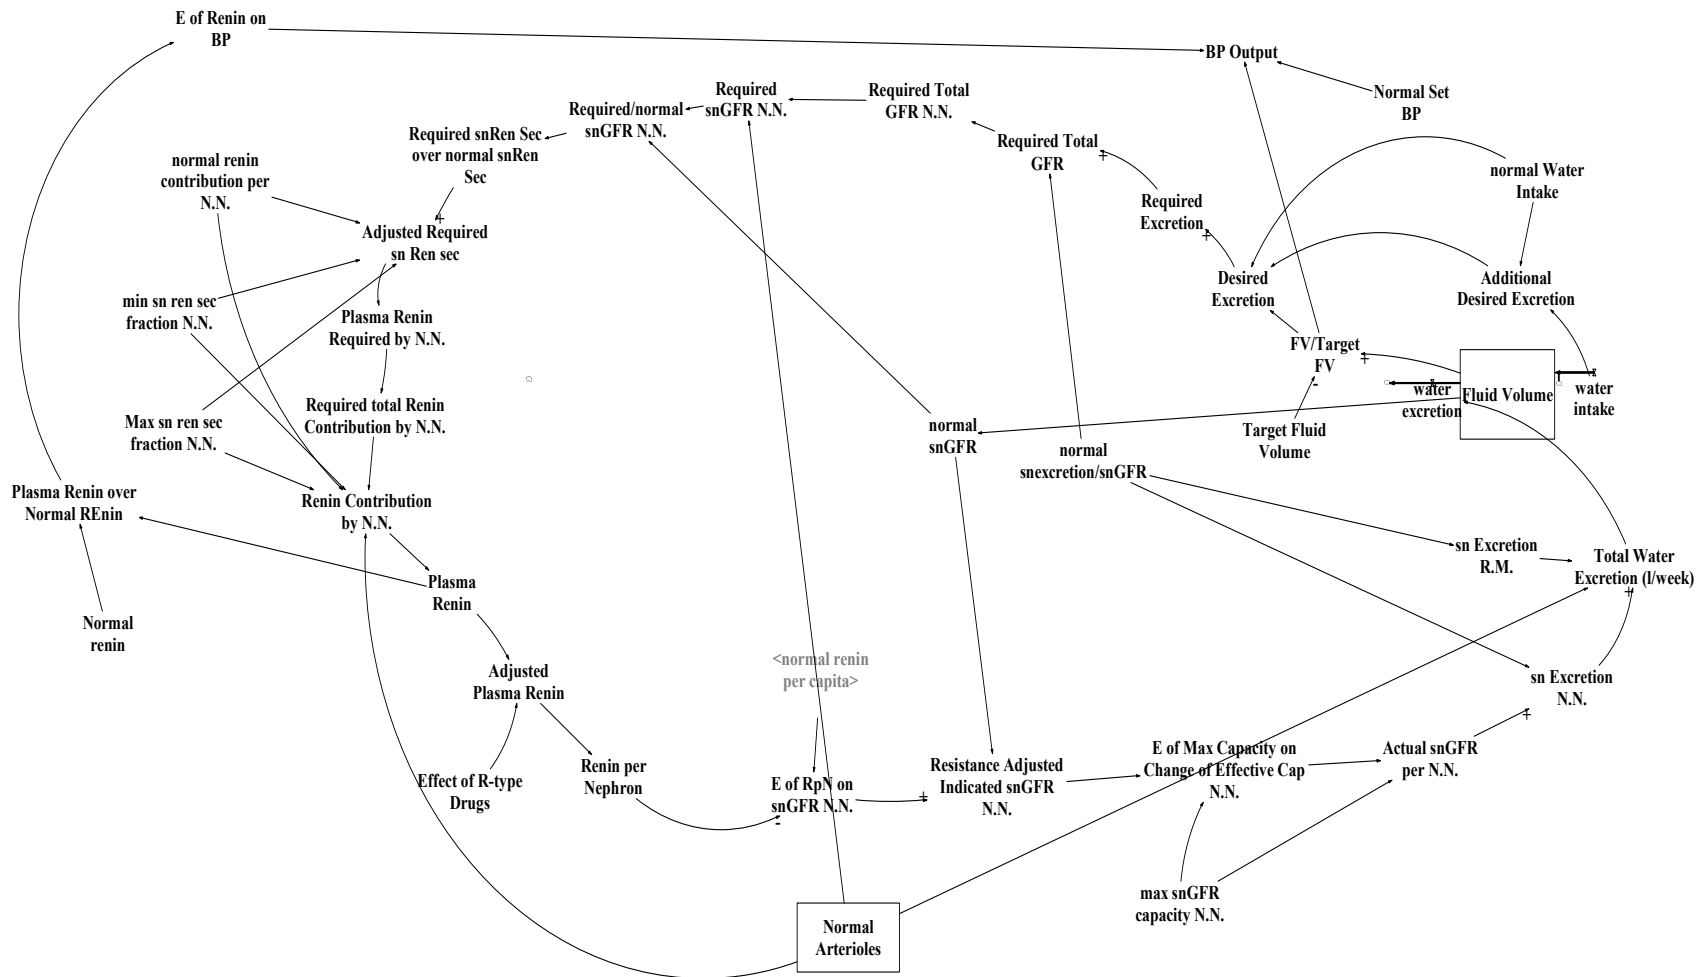 E of Renin on
BP
BP Output
Normal Set
BP
Required Total
GFR N.N.
Required
snGFR N.N.
Required/normal
snGFR N.N.
Required snRen Sec
over normal snRen
Sec
Required Total
GFR
normal Water
Intake
normal renin
contribution per
N.N.
Required
Excretion
Adjusted Required
sn Ren sec
Desired
Excretion
Additional
Desired Excretion
min sn ren sec
fraction N.N.
Plasma Renin
Required by N.N.
FV/Target
FV
water
excretion
Fluid Volume
water
intake
Required total Renin
Contribution by N.N.
Max sn ren sec
fraction N.N.
normal
snGFR
Target Fluid
Volume
normal
snexcretion/snGFR
Plasma Renin over
Normal REnin
Renin Contribution
by N.N.
sn Excretion
R.M.
Total Water
Excretion (l/week)
Plasma
Renin
Normal
renin
<normal renin
per capita>
Adjusted
Plasma Renin
sn Excretion
N.N.
Effect of R-type
Drugs
Renin per
Nephron
E of RpN on
snGFR N.N.
Resistance Adjusted
Indicated snGFR
N.N.
E of Max Capacity on
Change of Effective Cap
N.N.
Actual snGFR
per N.N.
max snGFR
capacity N.N.
Normal
Arterioles